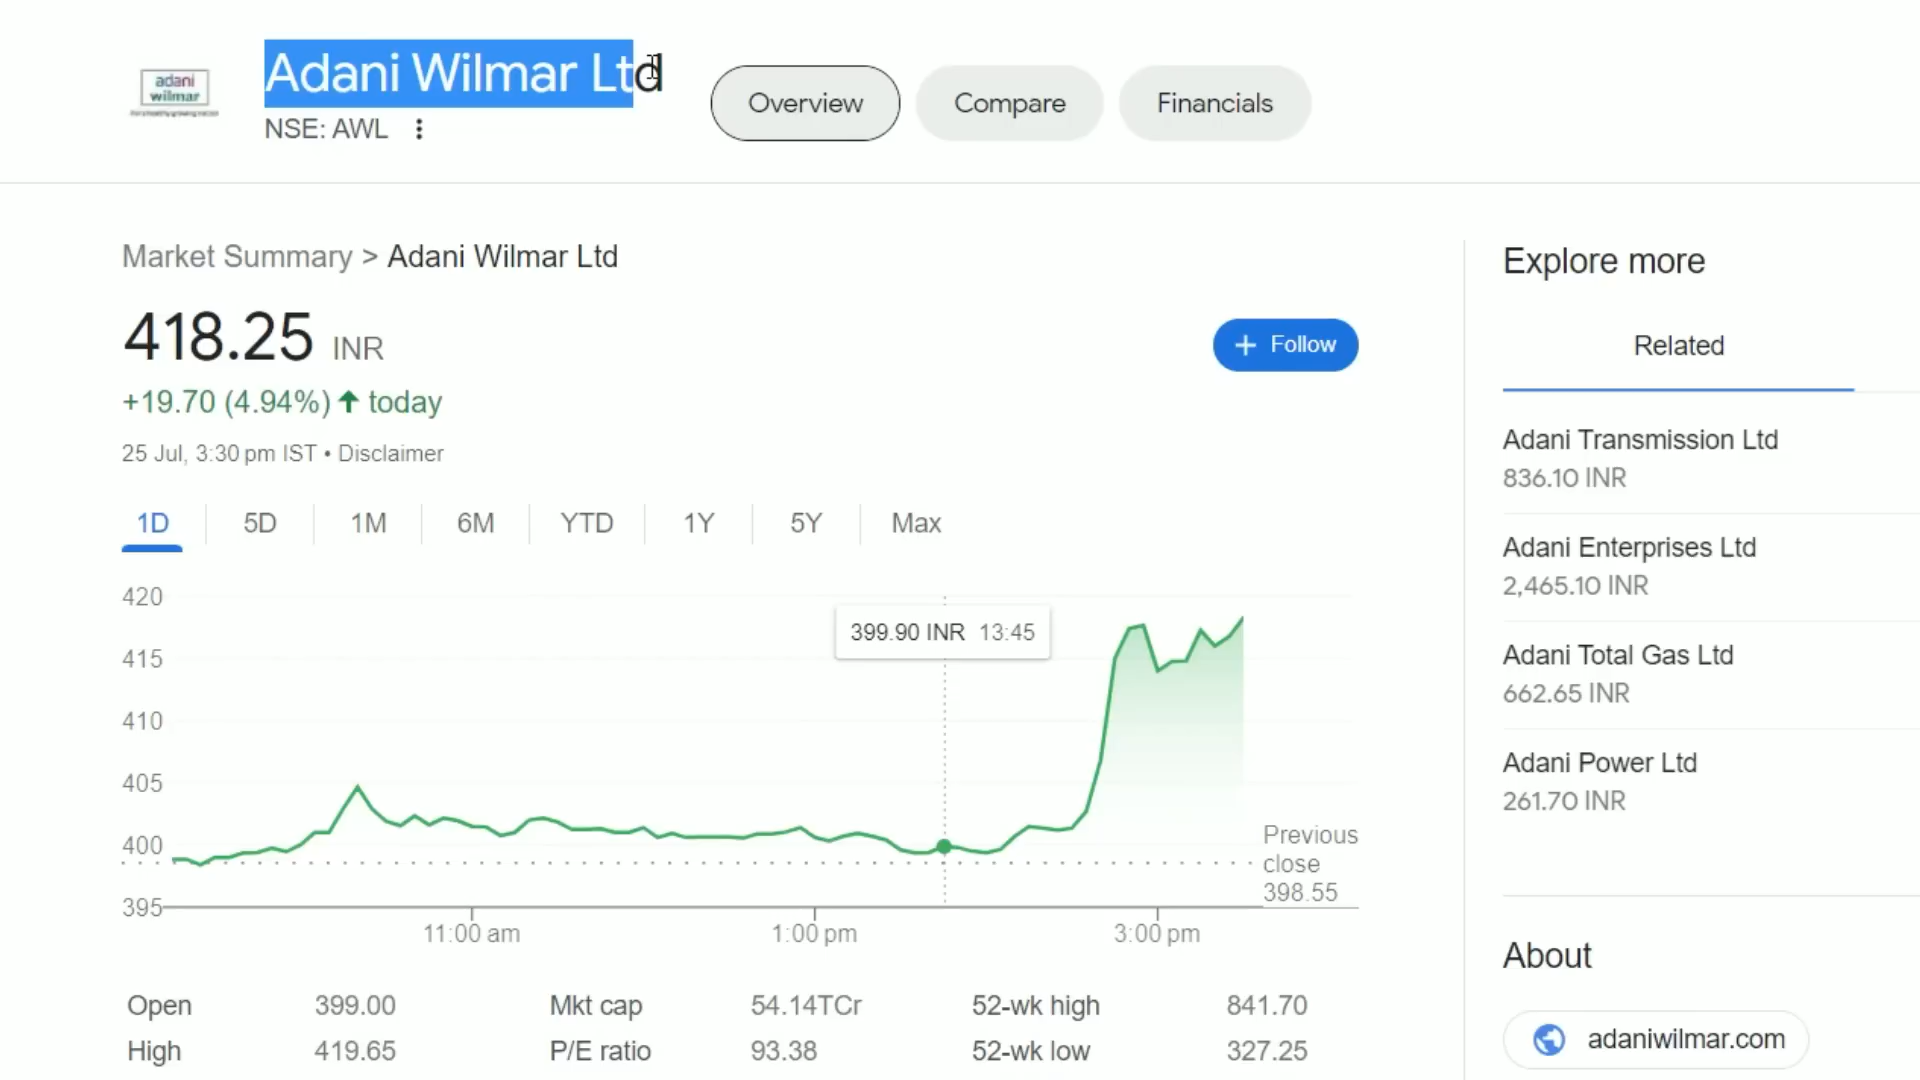 adani
wilmar
Adani Wilmar Ltd
NSE: AWL
Overview
Compare
Financials
Market Summary > Adani Wilmar Ltd
418.25 INR
+19.70 (4.94%) ↑ today
25 Jul, 3:30 pm IST • Disclaimer
+ Follow
1D 5D 1M 6M YTD 1Y 5Y Max
420
415
410
405
400
395
399.90 INR 13:45
Previous
close
398.55
11:00 am 1:00 pm 3:00 pm
Open 399.00 Mkt cap 54.14TCr 52-wk high 841.70
High 419.65 P/E ratio 93.38 52-wk low 327.25
Explore more
Related
Adani Transmission Ltd
836.10 INR
Adani Enterprises Ltd
2,465.10 INR
Adani Total Gas Ltd
662.65 INR
Adani Power Ltd
261.70 INR
About
adaniwilmar.com